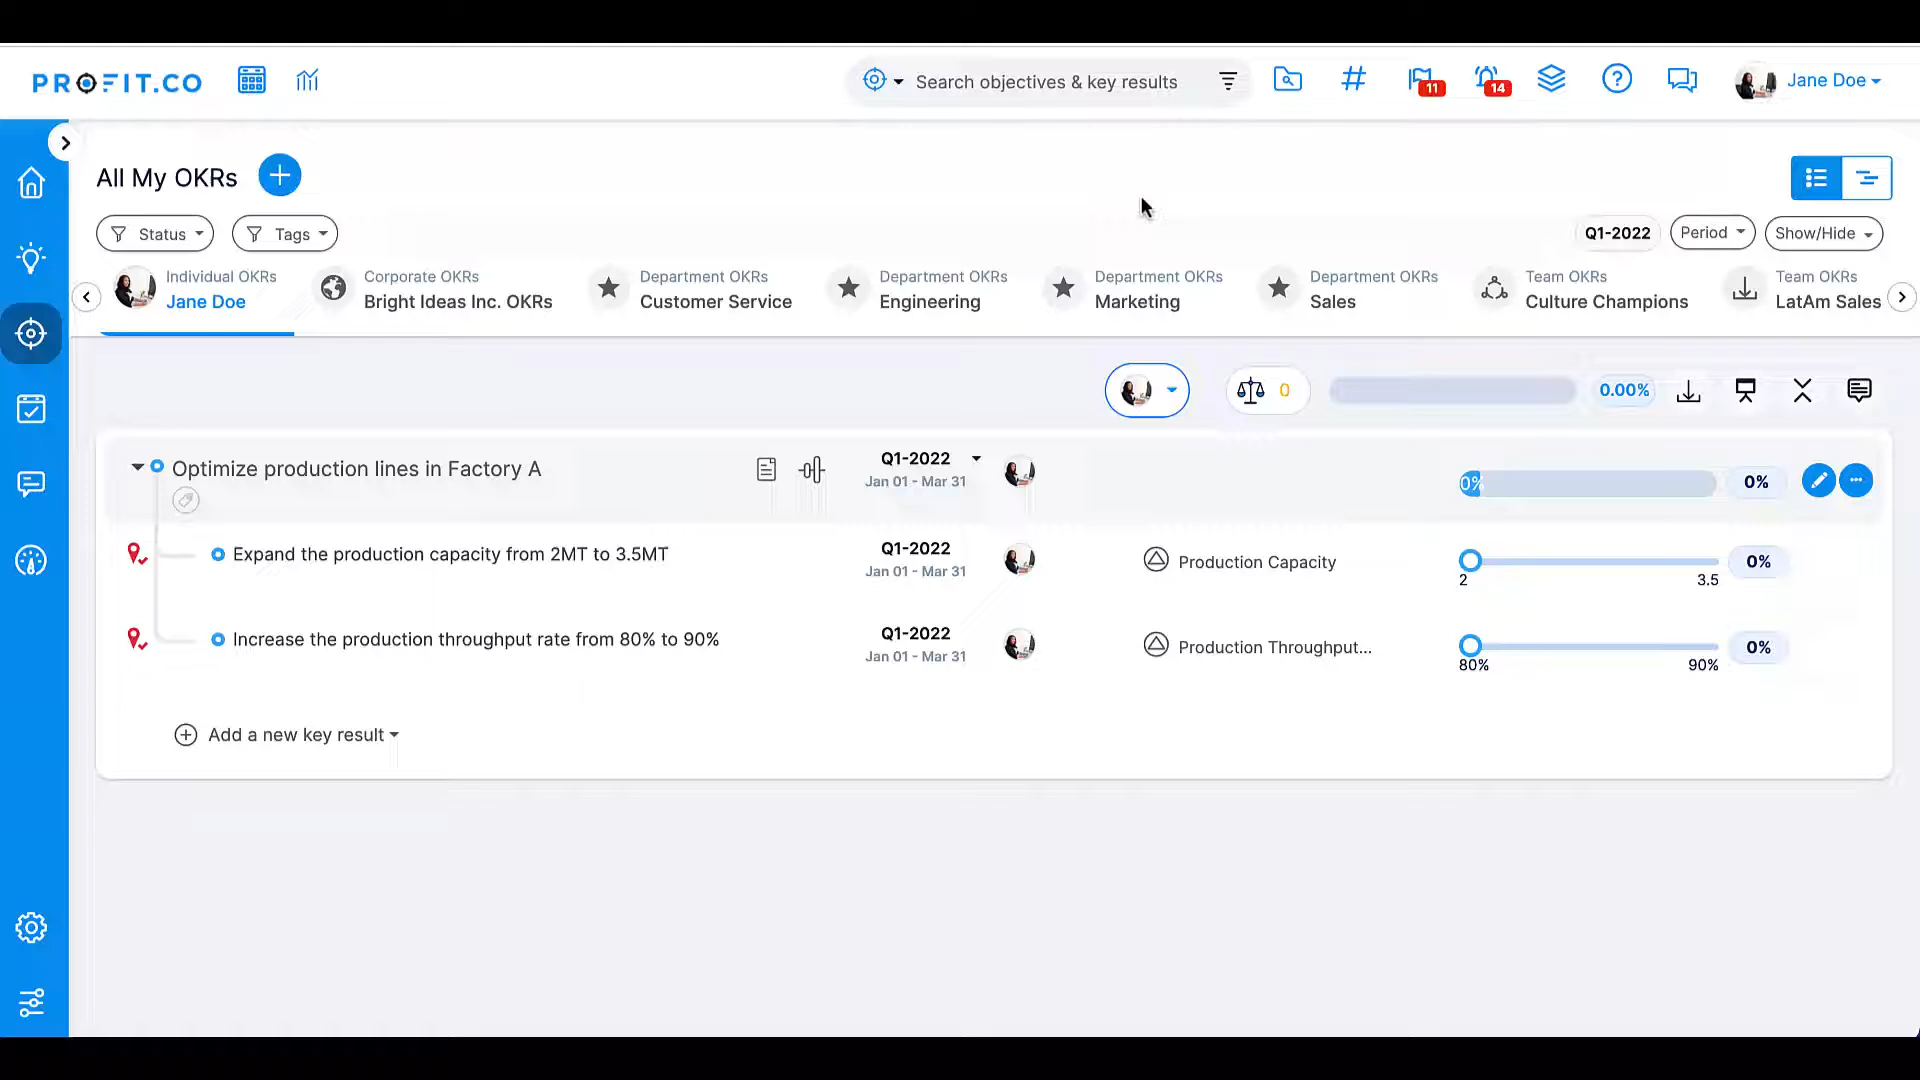 PROFIT.CO
Search objectives & key results
11
14
Jane Doe
All My OKRs
Status
Tags
Q1-2022
Period
Show/Hide
Individual OKRs
Jane Doe
Corporate OKRs
Bright Ideas Inc. OKRs
Department OKRs
Customer Service
Department OKRs
Engineering
Department OKRs
Marketing
Department OKRs
Sales
Team OKRs
Culture Champions
Team OKRs
LatAm Sales
0
0.00%
Optimize production lines in Factory A
Q1-2022
Jan 01 - Mar 31
0%
0%
Expand the production capacity from 2MT to 3.5MT
Q1-2022
Jan 01 - Mar 31
Production Capacity
2
3.5
0%
Increase the production throughput rate from 80% to 90%
Q1-2022
Jan 01 - Mar 31
Production Throughput...
80%
90%
0%
Add a new key result